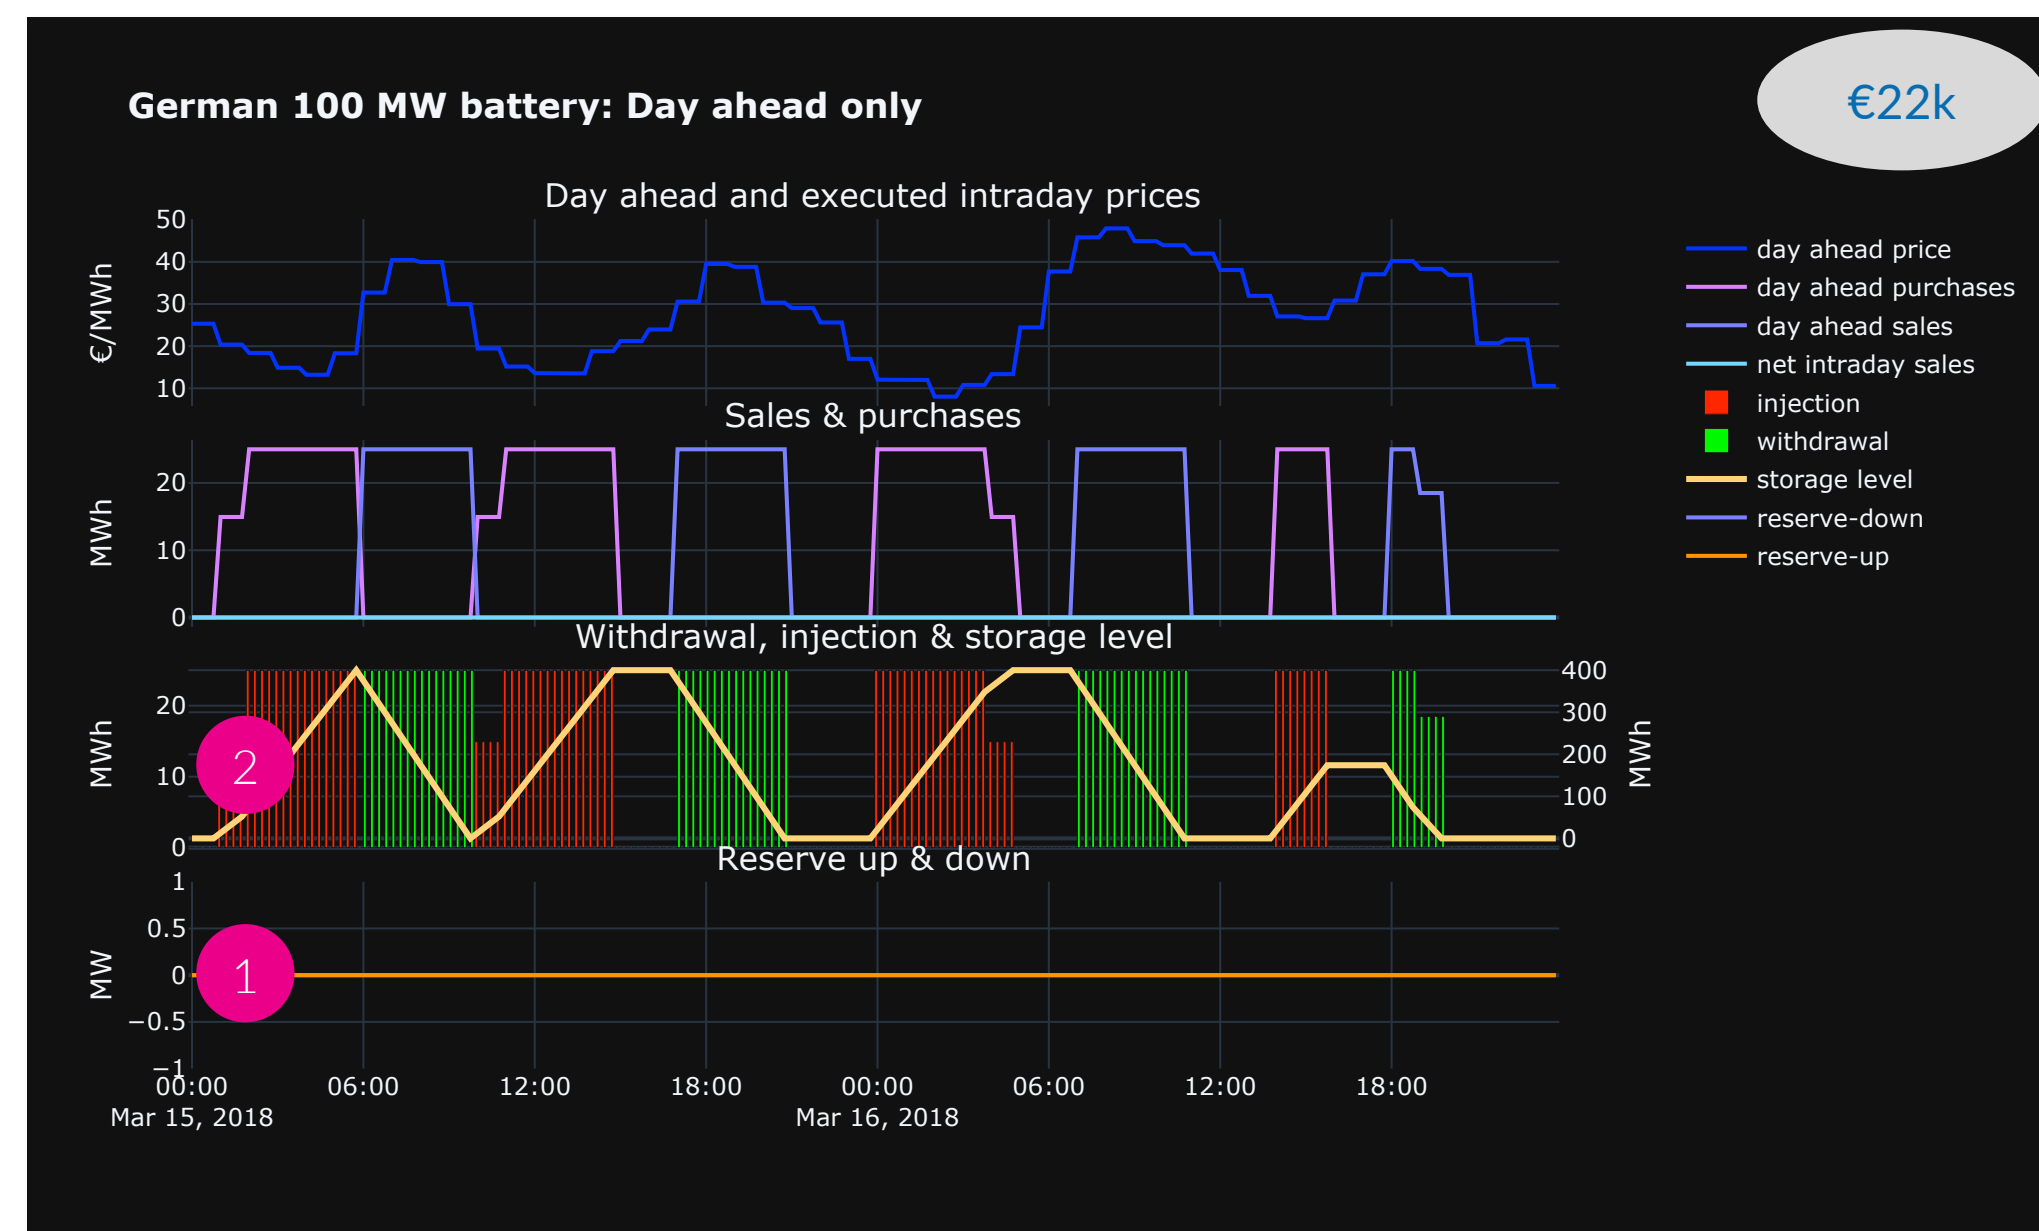 German 100 MW battery: Day ahead only
€22k
Day ahead and executed intraday prices
50
40
30
20
10
€/MWh
day ahead price
day ahead purchases
day ahead sales
net intraday sales
injection
withdrawal
storage level
reserve-down
reserve-up
Sales & purchases
20
10
0
MWh
Withdrawal, injection & storage level
20
10
0
MWh
2
400
300
200
100
0
MWh
Reserve up & down
1
0.5
0
−0.5
−1
MW
1
00:00 06:00 12:00 18:00 00:00 06:00 12:00 18:00
Mar 15, 2018 Mar 16, 2018